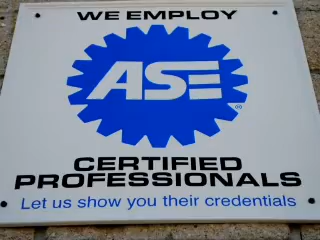 WE EMPLOY
ASE®
CERTIFIED
PROFESSIONALS
Let us show you their credentials